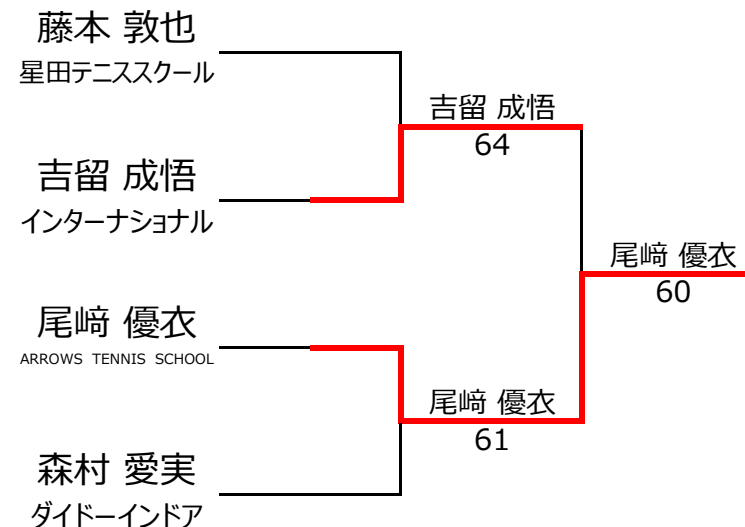 藤本 敦也
星田テニススクール
吉留 成悟
64
吉留 成悟
インターナショナル
尾﨑 優衣
60
尾﨑 優衣
ARROWS TENNIS SCHOOL
尾﨑 優衣
61
森村 愛実
ダイドーインドア